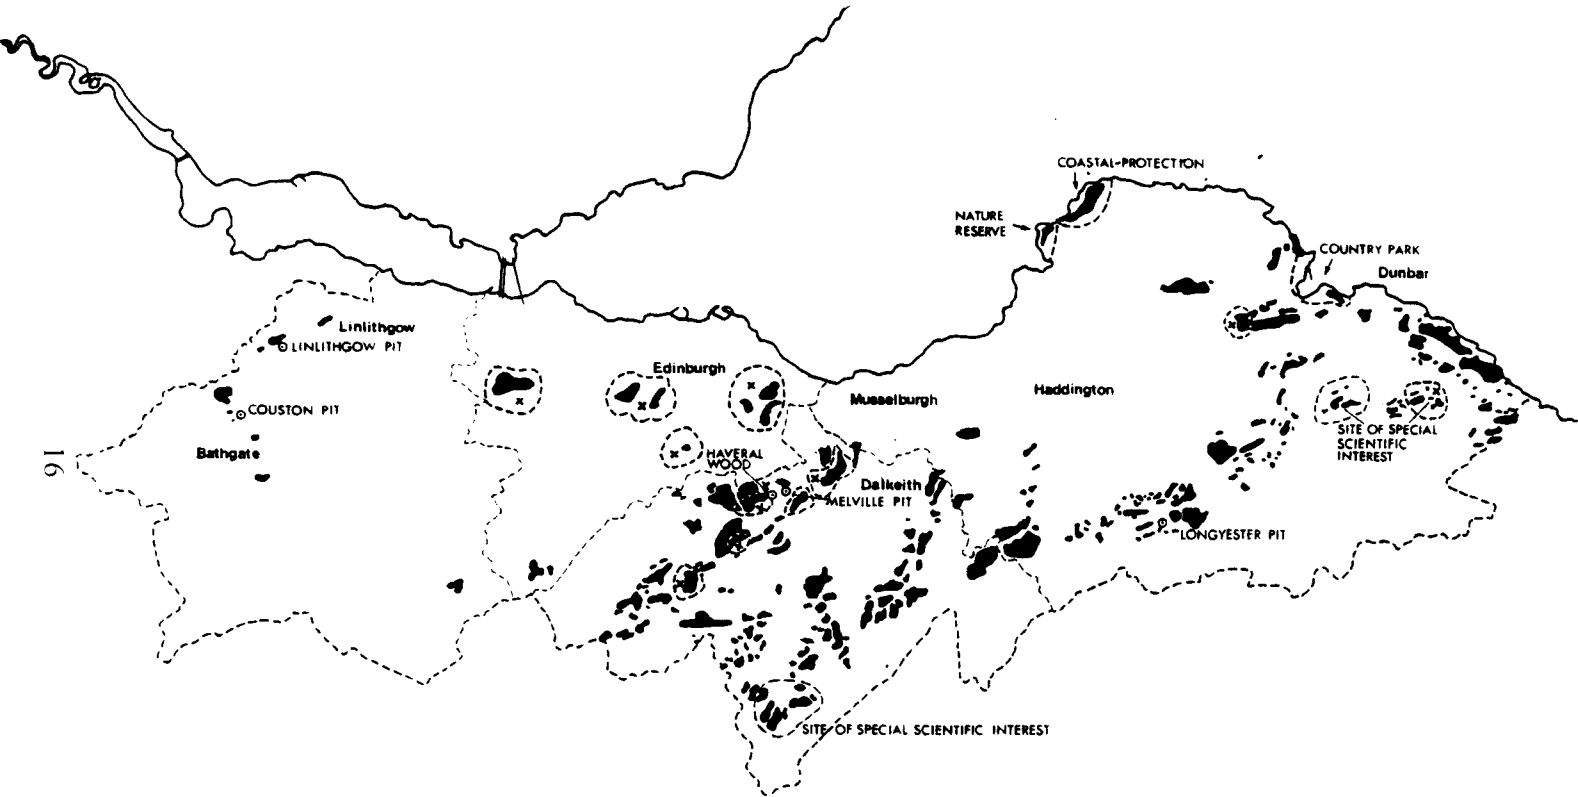 COASTAL-PROTECTION
NATURE
RESERVE
COUNTRY PARK
Dunbar
Linlithgow
LINLITHGOW PIT
Edinburgh
COUSTON PIT
Musselburgh
Haddington
Bathgate
SITE OF SPECIAL
SCIENTIFIC
INTEREST
HAVERAL
WOOD
Dalkeith
MELVILLE PIT
LONGYESTER PIT
SITE OF SPECIAL SCIENTIFIC INTEREST
16